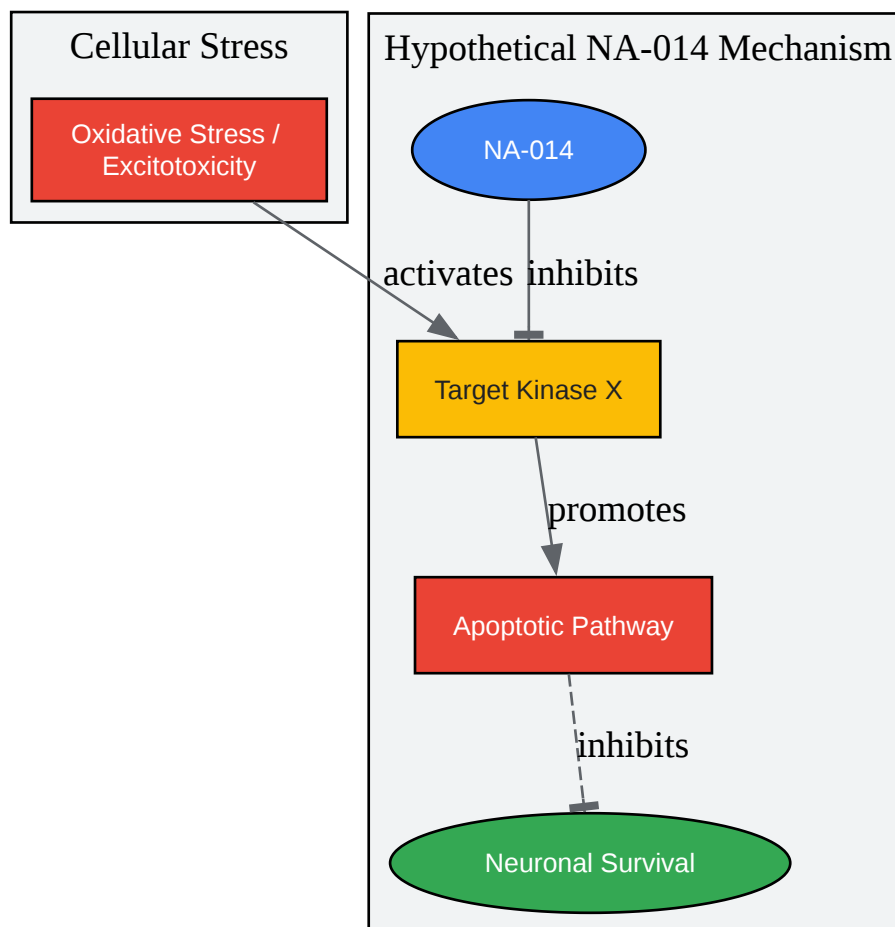 Cellular Stress
Oxidative Stress /
Excitotoxicity
Hypothetical NA-014 Mechanism
NA-014
activates
inhibits
Target Kinase X
promotes
Apoptotic Pathway
inhibits
Neuronal Survival